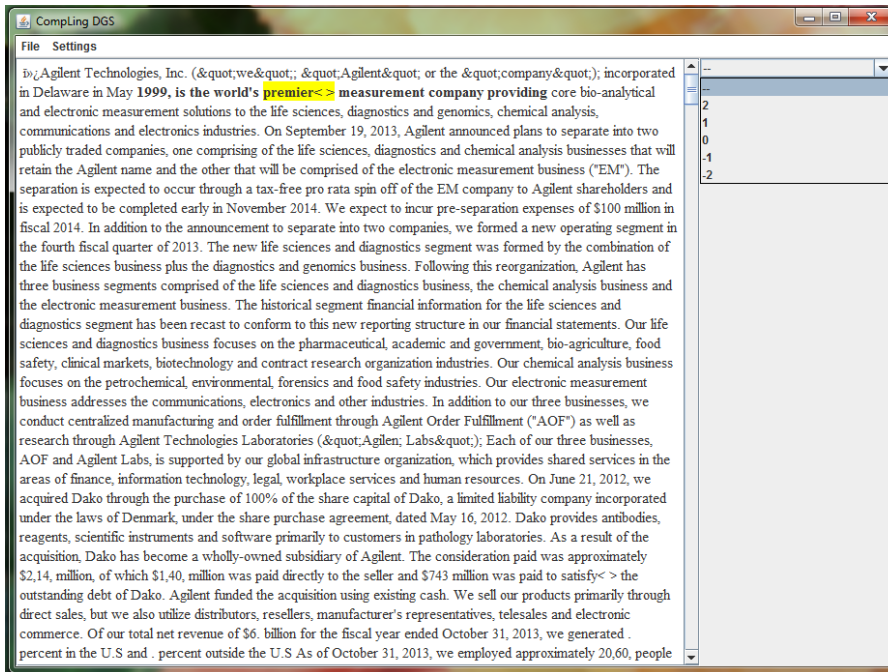 CompLing DGS
File Settings
ï»¿Agilent Technologies, Inc. (&quot;we&quot;; &quot;Agilent&quot; or the &quot;company&quot;); incorporated
in Delaware in May 1999, is the world's premier< > measurement company providing core bio-analytical
and electronic measurement solutions to the life sciences, diagnostics and genomics, chemical analysis,
communications and electronics industries. On September 19, 2013, Agilent announced plans to separate into two
publicly traded companies, one comprising of the life sciences, diagnostics and chemical analysis businesses that will
retain the Agilent name and the other that will be comprised of the electronic measurement business ("EM"). The
separation is expected to occur through a tax-free pro rata spin off of the EM company to Agilent shareholders and
is expected to be completed early in November 2014. We expect to incur pre-separation expenses of $100 million in
fiscal 2014. In addition to the announcement to separate into two companies, we formed a new operating segment in
the fourth fiscal quarter of 2013. The new life sciences and diagnostics segment was formed by the combination of
the life sciences business plus the diagnostics and genomics business. Following this reorganization, Agilent has
three business segments comprised of the life sciences and diagnostics business, the chemical analysis business and
the electronic measurement business. The historical segment financial information for the life sciences and
diagnostics segment has been recast to conform to this new reporting structure in our financial statements. Our life
sciences and diagnostics business focuses on the pharmaceutical, academic and government, bio-agriculture, food
safety, clinical markets, biotechnology and contract research organization industries. Our chemical analysis business
focuses on the petrochemical, environmental, forensics and food safety industries. Our electronic measurement
business addresses the communications, electronics and other industries. In addition to our three businesses, we
conduct centralized manufacturing and order fulfillment through Agilent Order Fulfillment ("AOF") as well as
research through Agilent Technologies Laboratories (&quot;Agilen; Labs&quot;); Each of our three businesses,
AOF and Agilent Labs, is supported by our global infrastructure organization, which provides shared services in the
areas of finance, information technology, legal, workplace services and human resources. On June 21, 2012, we
acquired Dako through the purchase of 100% of the share capital of Dako, a limited liability company incorporated
under the laws of Denmark, under the share purchase agreement, dated May 16, 2012. Dako provides antibodies,
reagents, scientific instruments and software primarily to customers in pathology laboratories. As a result of the
acquisition, Dako has become a wholly-owned subsidiary of Agilent. The consideration paid was approximately
$2,14, million, of which $1,40, million was paid directly to the seller and $743 million was paid to satisfy< > the
outstanding debt of Dako. Agilent funded the acquisition using existing cash. We sell our products primarily through
direct sales, but we also utilize distributors, resellers, manufacturer's representatives, telesales and electronic
commerce. Of our total net revenue of $6. billion for the fiscal year ended October 31, 2013, we generated .
percent in the U.S and . percent outside the U.S As of October 31, 2013, we employed approximately 20,60, people
--
--
2
1
0
-1
-2